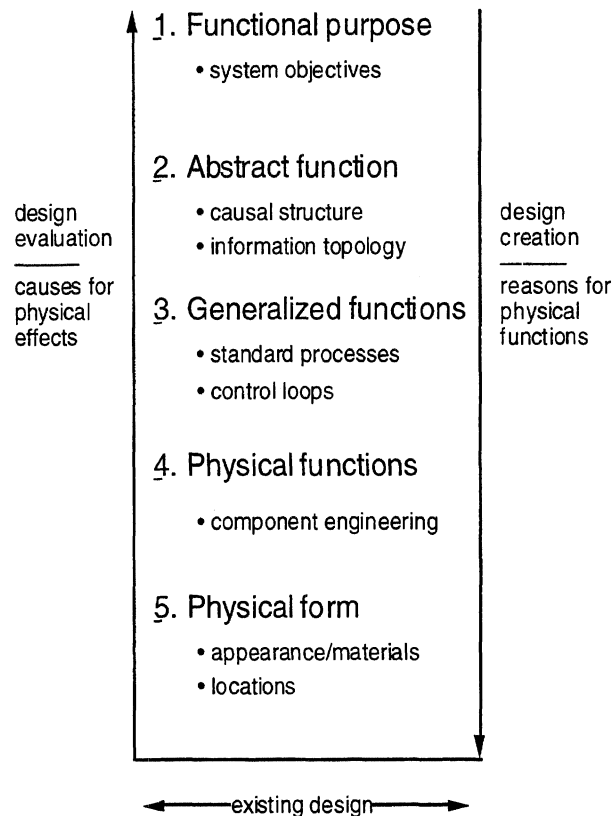 1. Functional purpose
• system objectives
2. Abstract function
• causal structure
• information topology
design
evaluation
causes for
physical
effects
design
creation
reasons for
physical
functions
3. Generalized functions
• standard processes
• control loops
4. Physical functions
• component engineering
5. Physical form
• appearance/materials
• locations
existing design